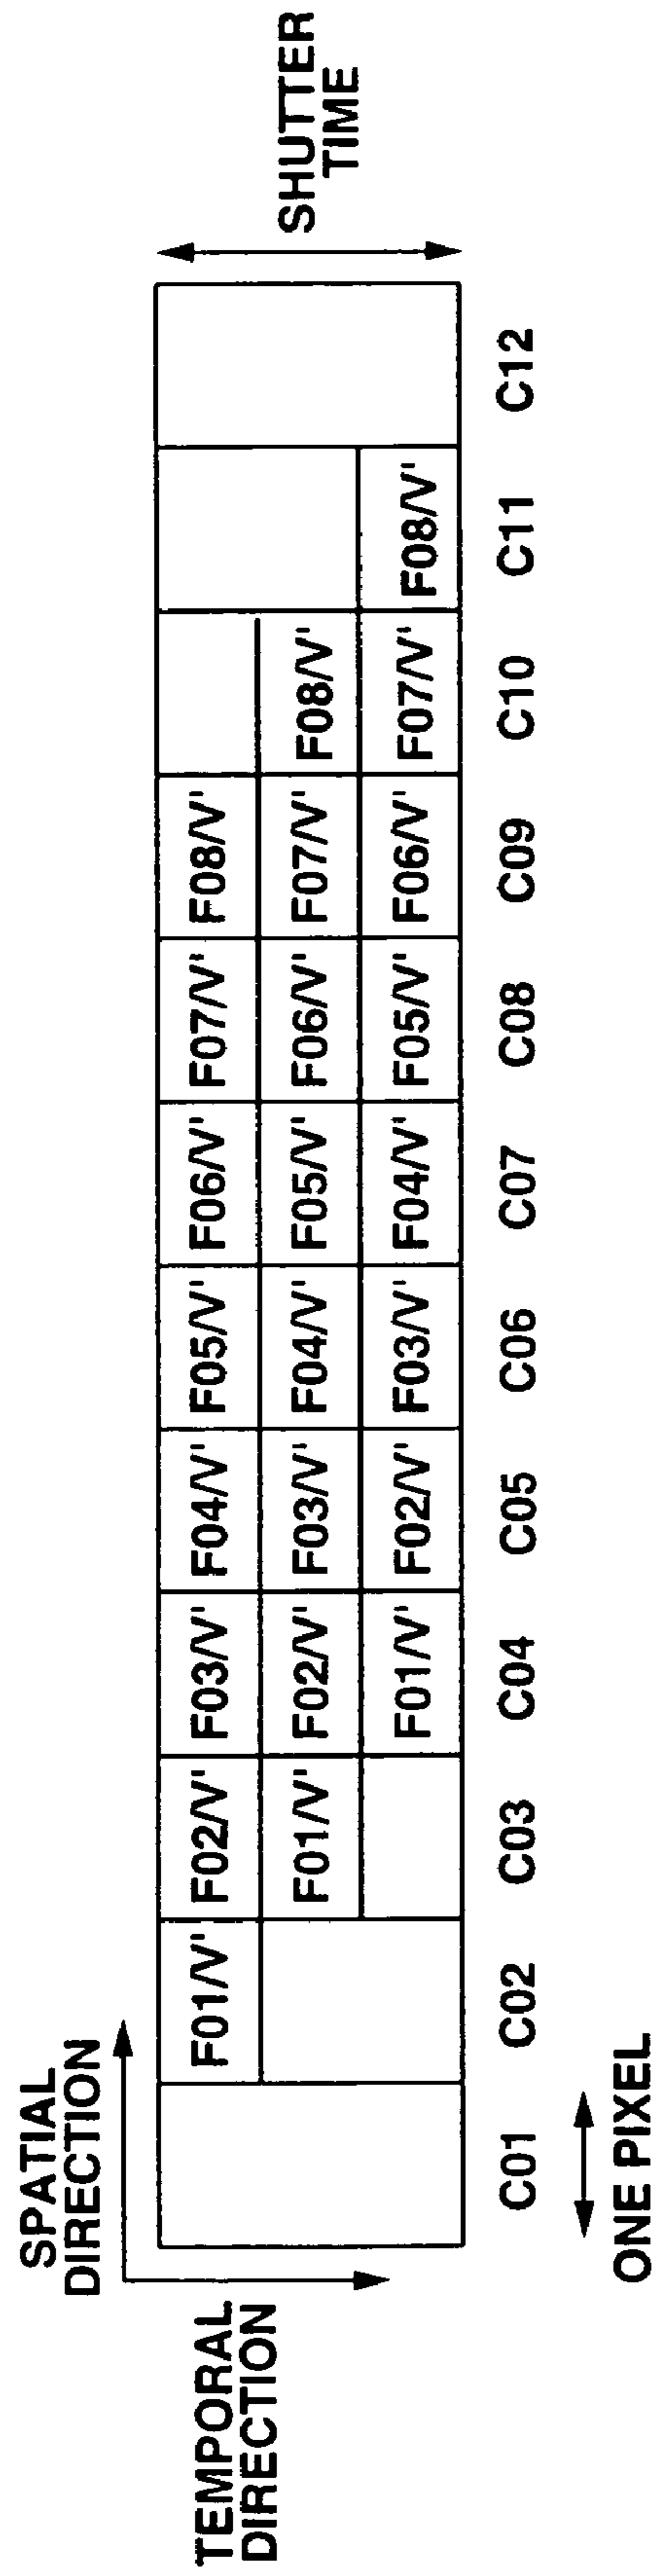 SPATIAL
DIRECTION
TEMPORAL
DIRECTION
F01/V' F02/V' F03/V' F04/V' F05/V' F06/V' F07/V' F08/V'
F01/V' F02/V' F03/V' F04/V' F05/V' F06/V' F07/V' F08/V'
F01/V' F02/V' F03/V' F04/V' F05/V' F06/V' F07/V' F08/V'
SHUTTER
TIME
C01 C02 C03 C04 C05 C06 C07 C08 C09 C10 C11 C12
ONE PIXEL